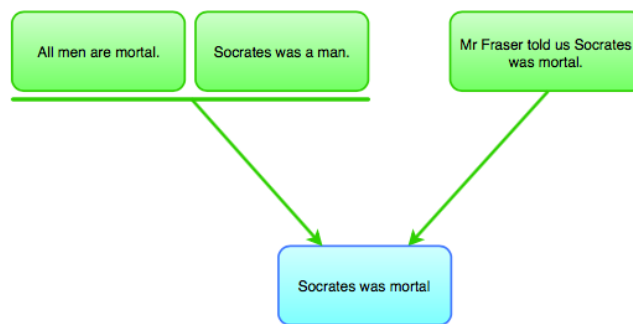 All men are mortal.
Socrates was a man.
Mr Fraser told us Socrates
was mortal.
Socrates was mortal